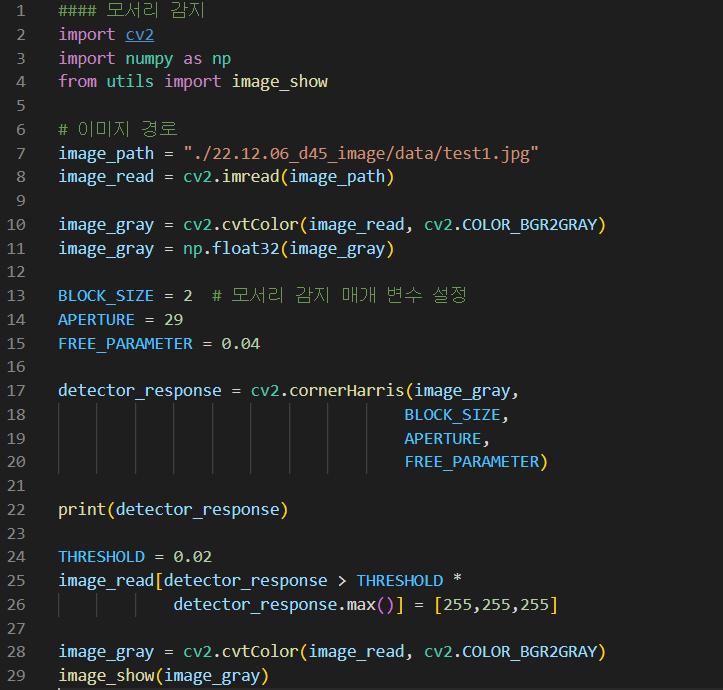 1 #### 모서리 감지
2 import cv2
3 import numpy as np
4 from utils import image_show
5
6 # 이미지 경로
7 image_path = "./22.12.06_d45_image/data/test1.jpg"
8 image_read = cv2.imread(image_path)
9
10 image_gray = cv2.cvtColor(image_read, cv2.COLOR_BGR2GRAY)
11 image_gray = np.float32(image_gray)
12
13 BLOCK_SIZE = 2  # 모서리 감지 매개 변수 설정
14 APERTURE = 29
15 FREE_PARAMETER = 0.04
16
17 detector_response = cv2.cornerHarris(image_gray,
18                                     BLOCK_SIZE,
19                                     APERTURE,
20                                     FREE_PARAMETER)
21
22 print(detector_response)
23
24 THRESHOLD = 0.02
25 image_read[detector_response > THRESHOLD *
26            detector_response.max()] = [255,255,255]
27
28 image_gray = cv2.cvtColor(image_read, cv2.COLOR_BGR2GRAY)
29 image_show(image_gray)